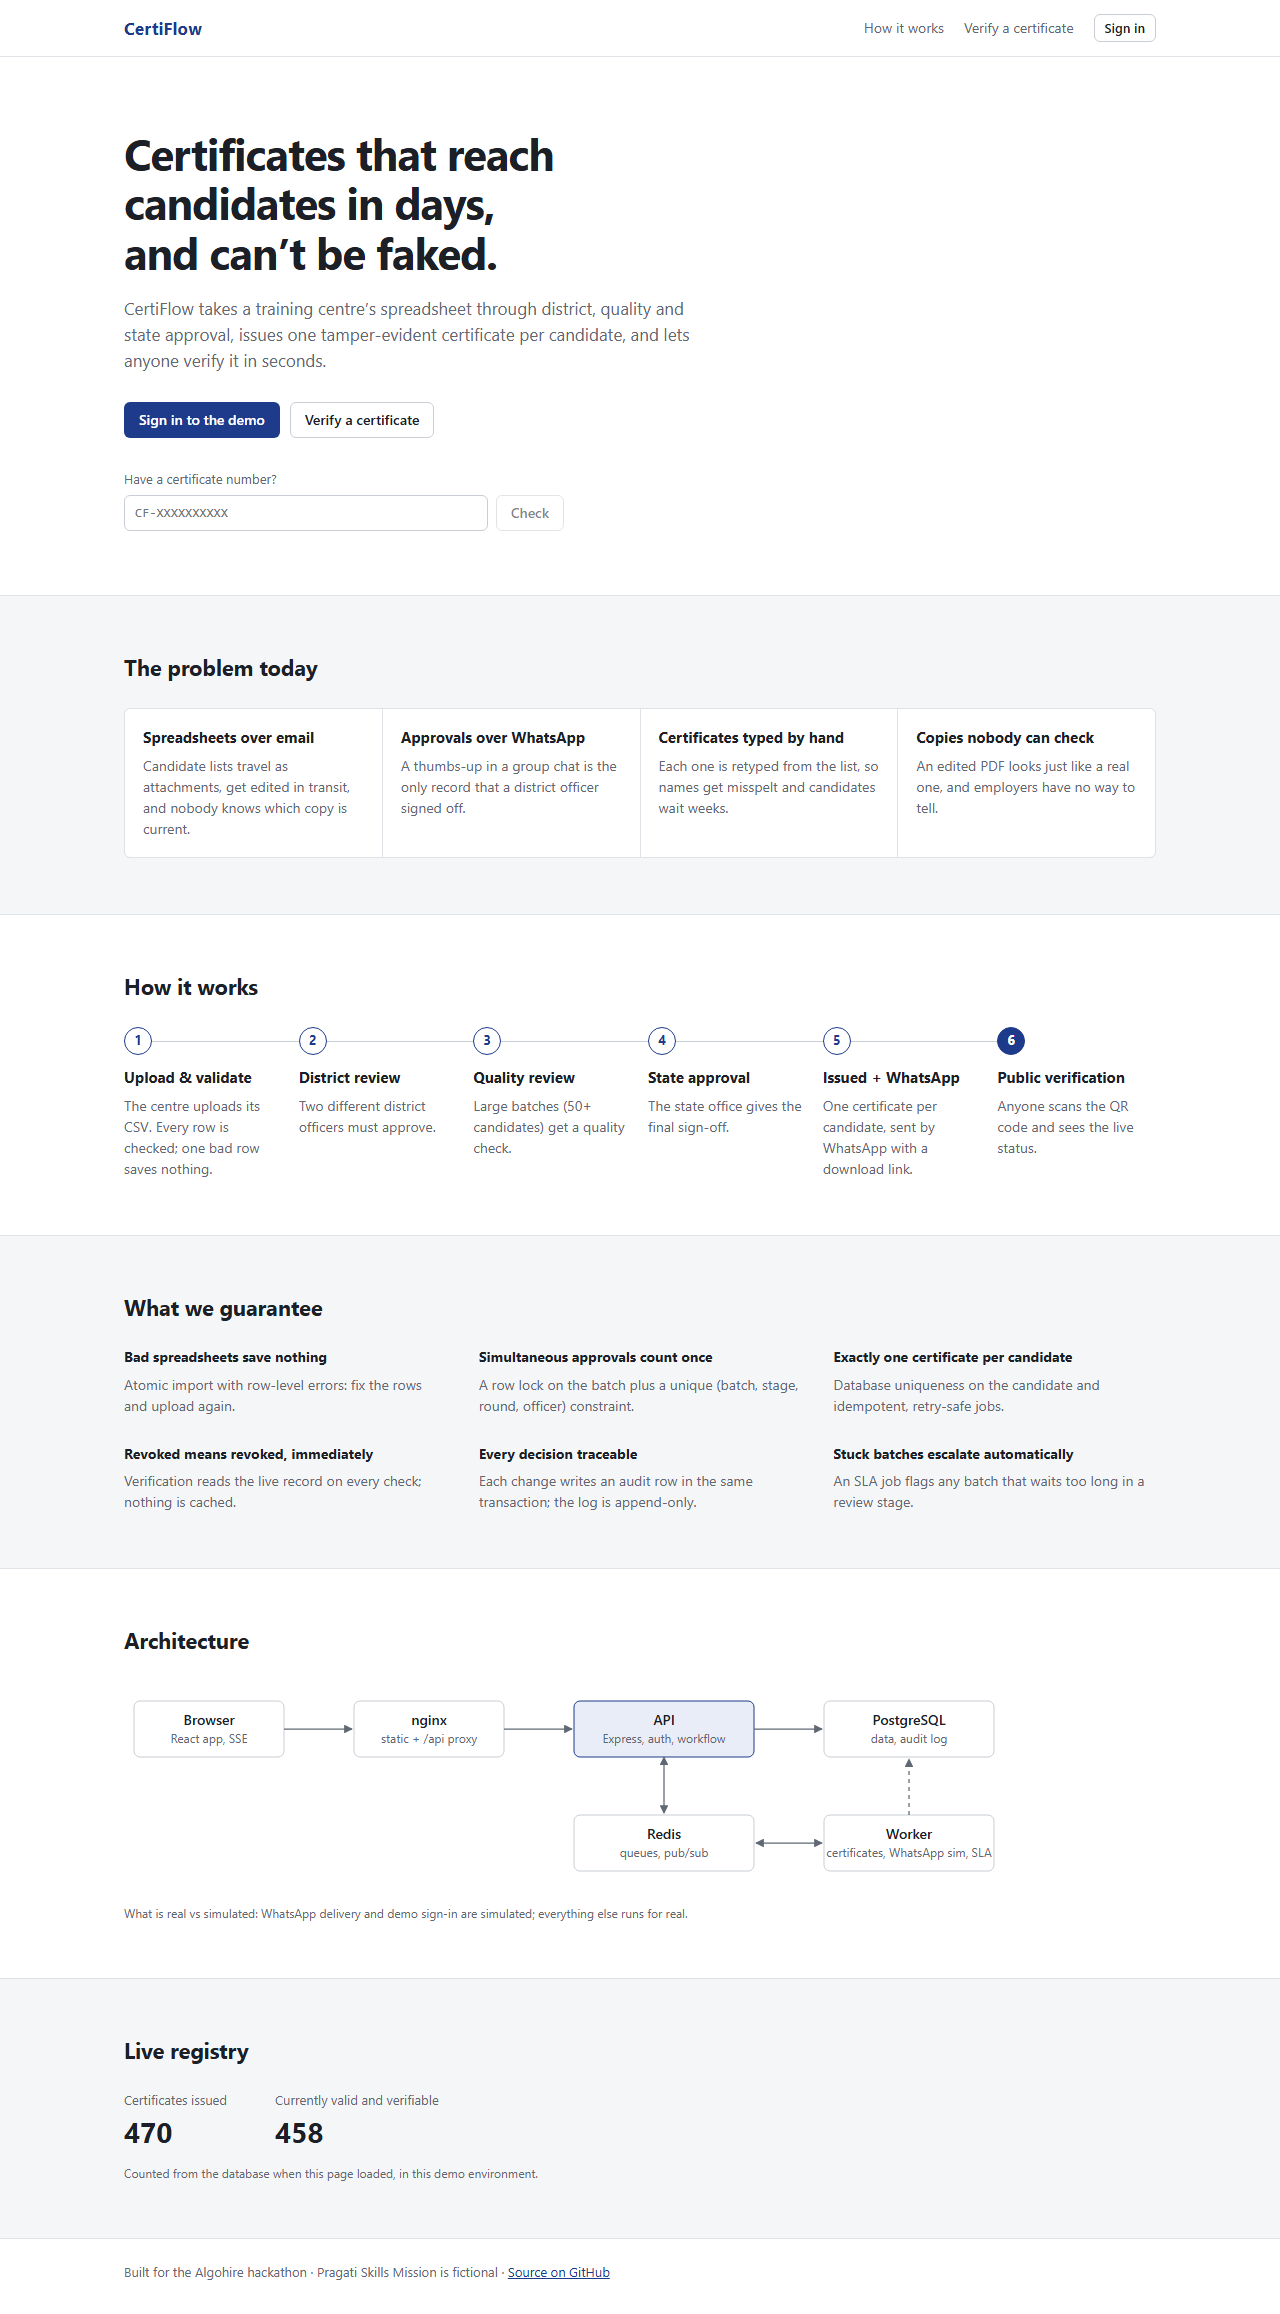 CertiFlow
How it works
Verify a certificate
Sign in
Certificates that reach
candidates in days,
and can’t be faked.
CertiFlow takes a training centre’s spreadsheet through district, quality and
state approval, issues one tamper-evident certificate per candidate, and lets
anyone verify it in seconds.
Sign in to the demo
Verify a certificate
Have a certificate number?
CF-XXXXXXXXXX
Check
The problem today
Spreadsheets over email
Candidate lists travel as
attachments, get edited in transit,
and nobody knows which copy is
current.
Approvals over WhatsApp
A thumbs-up in a group chat is the
only record that a district officer
signed off.
Certificates typed by hand
Each one is retyped from the list, so
names get misspelt and candidates
wait weeks.
Copies nobody can check
An edited PDF looks just like a real
one, and employers have no way to
tell.
How it works
1
Upload & validate
The centre uploads its
CSV. Every row is
checked; one bad row
saves nothing.
2
District review
Two different district
officers must approve.
3
Quality review
Large batches (50+
candidates) get a quality
check.
4
State approval
The state office gives the
final sign-off.
5
Issued + WhatsApp
One certificate per
candidate, sent by
WhatsApp with a
download link.
6
Public verification
Anyone scans the QR
code and sees the live
status.
What we guarantee
Bad spreadsheets save nothing
Atomic import with row-level errors: fix the rows
and upload again.
Simultaneous approvals count once
A row lock on the batch plus a unique (batch, stage,
round, officer) constraint.
Exactly one certificate per candidate
Database uniqueness on the candidate and
idempotent, retry-safe jobs.
Revoked means revoked, immediately
Verification reads the live record on every check;
nothing is cached.
Every decision traceable
Each change writes an audit row in the same
transaction; the log is append-only.
Stuck batches escalate automatically
An SLA job flags any batch that waits too long in a
review stage.
Architecture
Browser
React app, SSE
nginx
static + /api proxy
API
Express, auth, workflow
PostgreSQL
data, audit log
Redis
queues, pub/sub
Worker
certificates, WhatsApp sim, SLA
What is real vs simulated: WhatsApp delivery and demo sign-in are simulated; everything else runs for real.
Live registry
Certificates issued
470
Currently valid and verifiable
458
Counted from the database when this page loaded, in this demo environment.
Built for the Algohire hackathon · Pragati Skills Mission is fictional · Source on GitHub